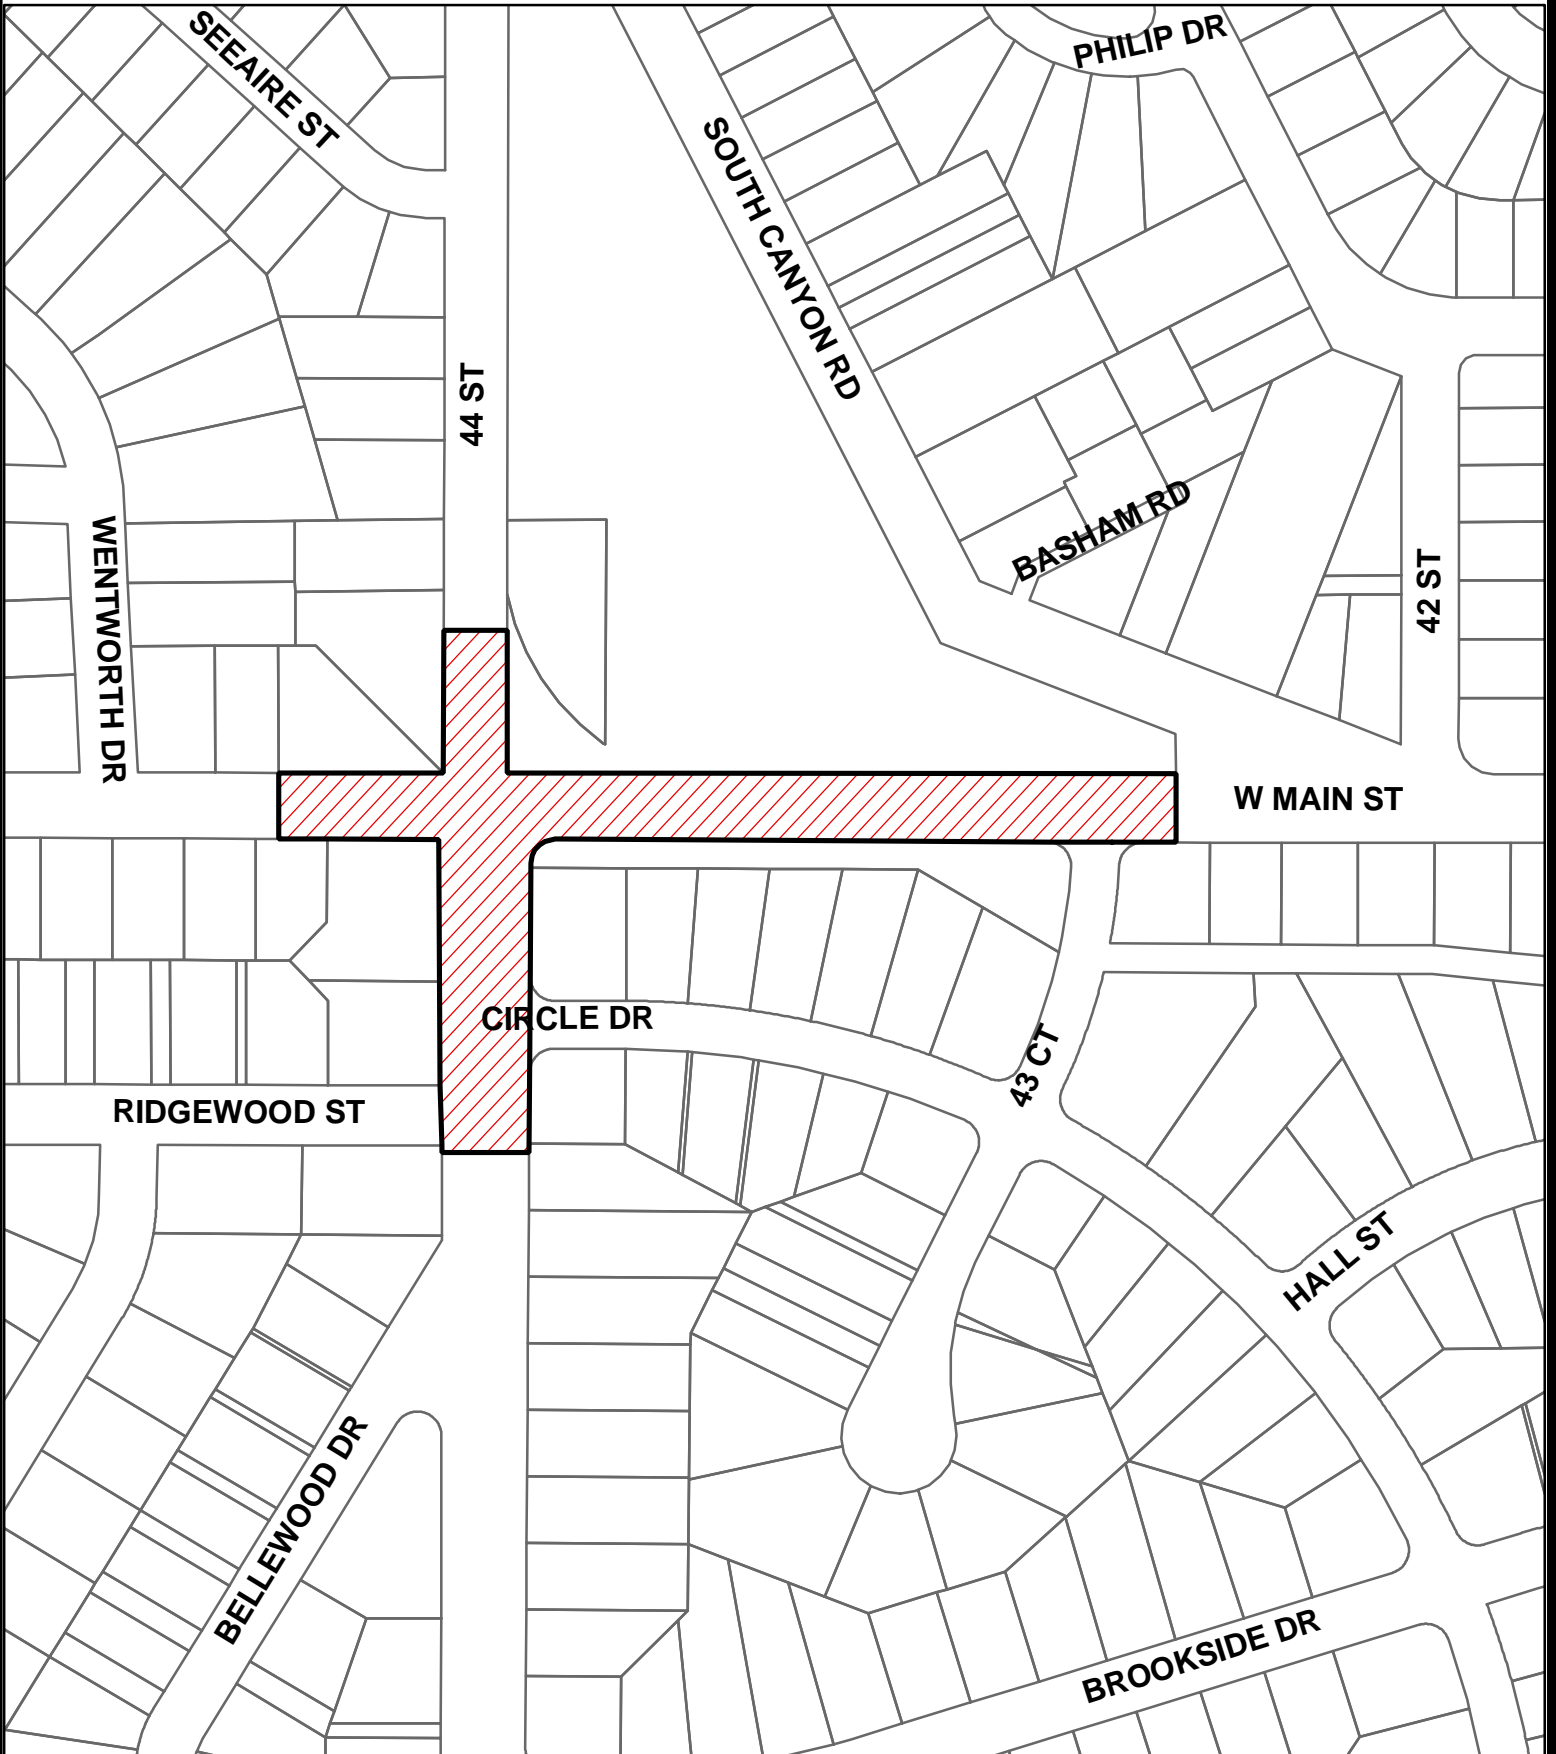 SEEAIRE ST
PHILIP DR
SOUTH CANYON RD
44 ST
BASHAM RD
WENTWORTH DR
42 ST
W MAIN ST
CIRCLE DR
43 CT
RIDGEWOOD ST
HALL ST
BELLEWOOD DR
BROOKSIDE DR